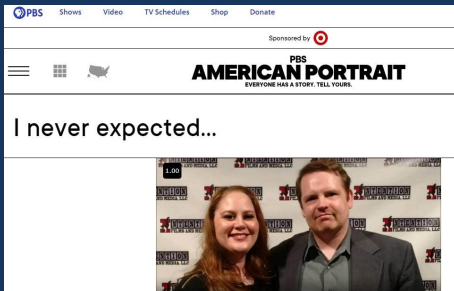 PBS Shows Video TV Schedules Shop Donate
Sponsored by
PBS
AMERICAN PORTRAIT
EVERYONE HAS A STORY. TELL YOURS.
I never expected...
1.00